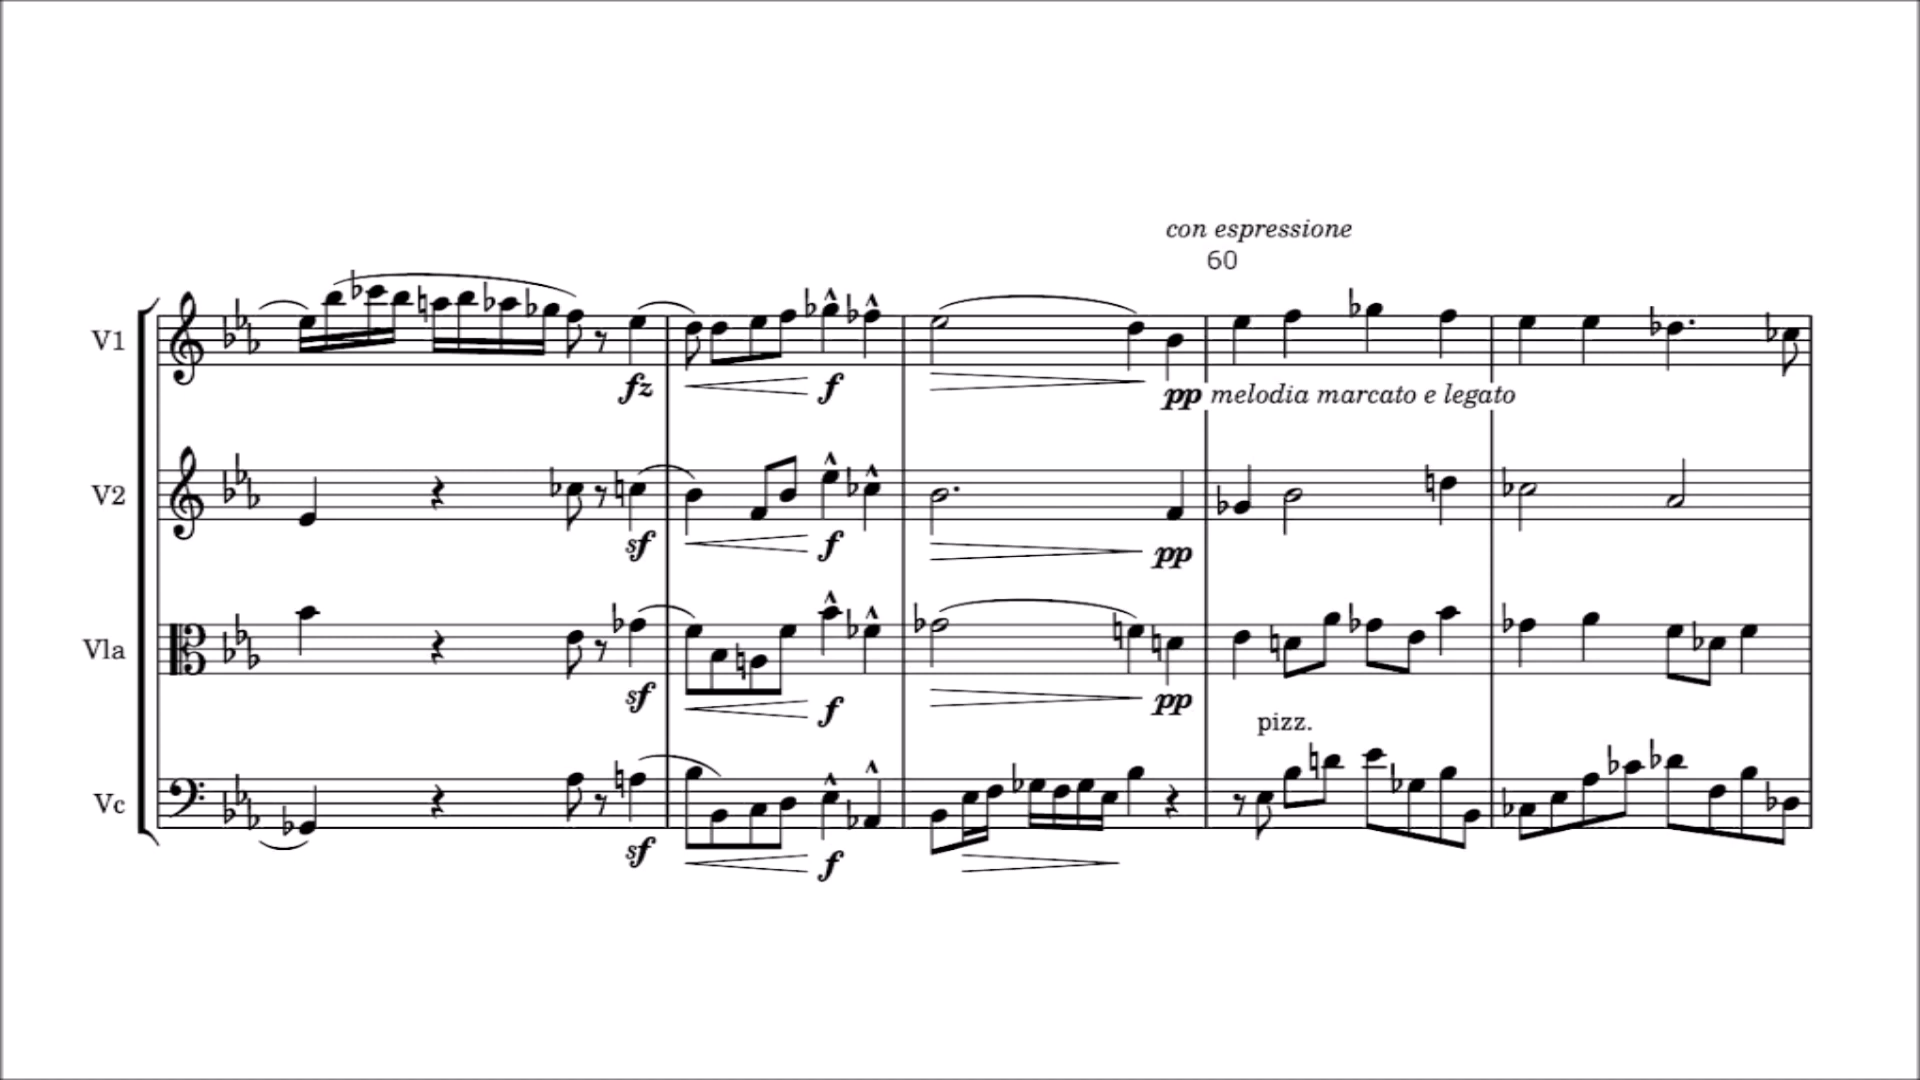 con espressione
60
V1
fz
f
pp melodia marcato e legato
V2
sf
f
pp
Vla
sf
f
pp
pizz.
Vc
sf
f